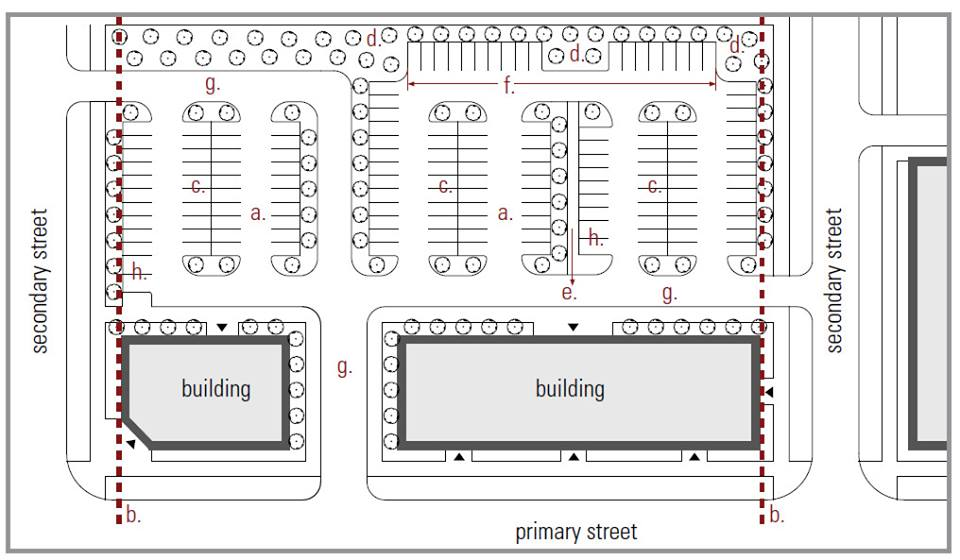 d.
d.
d.
g.
f.
c.
c.
c.
a.
a.
h.
h.
e.
g.
secondary street
secondary street
g.
building
building
b.
b.
primary street